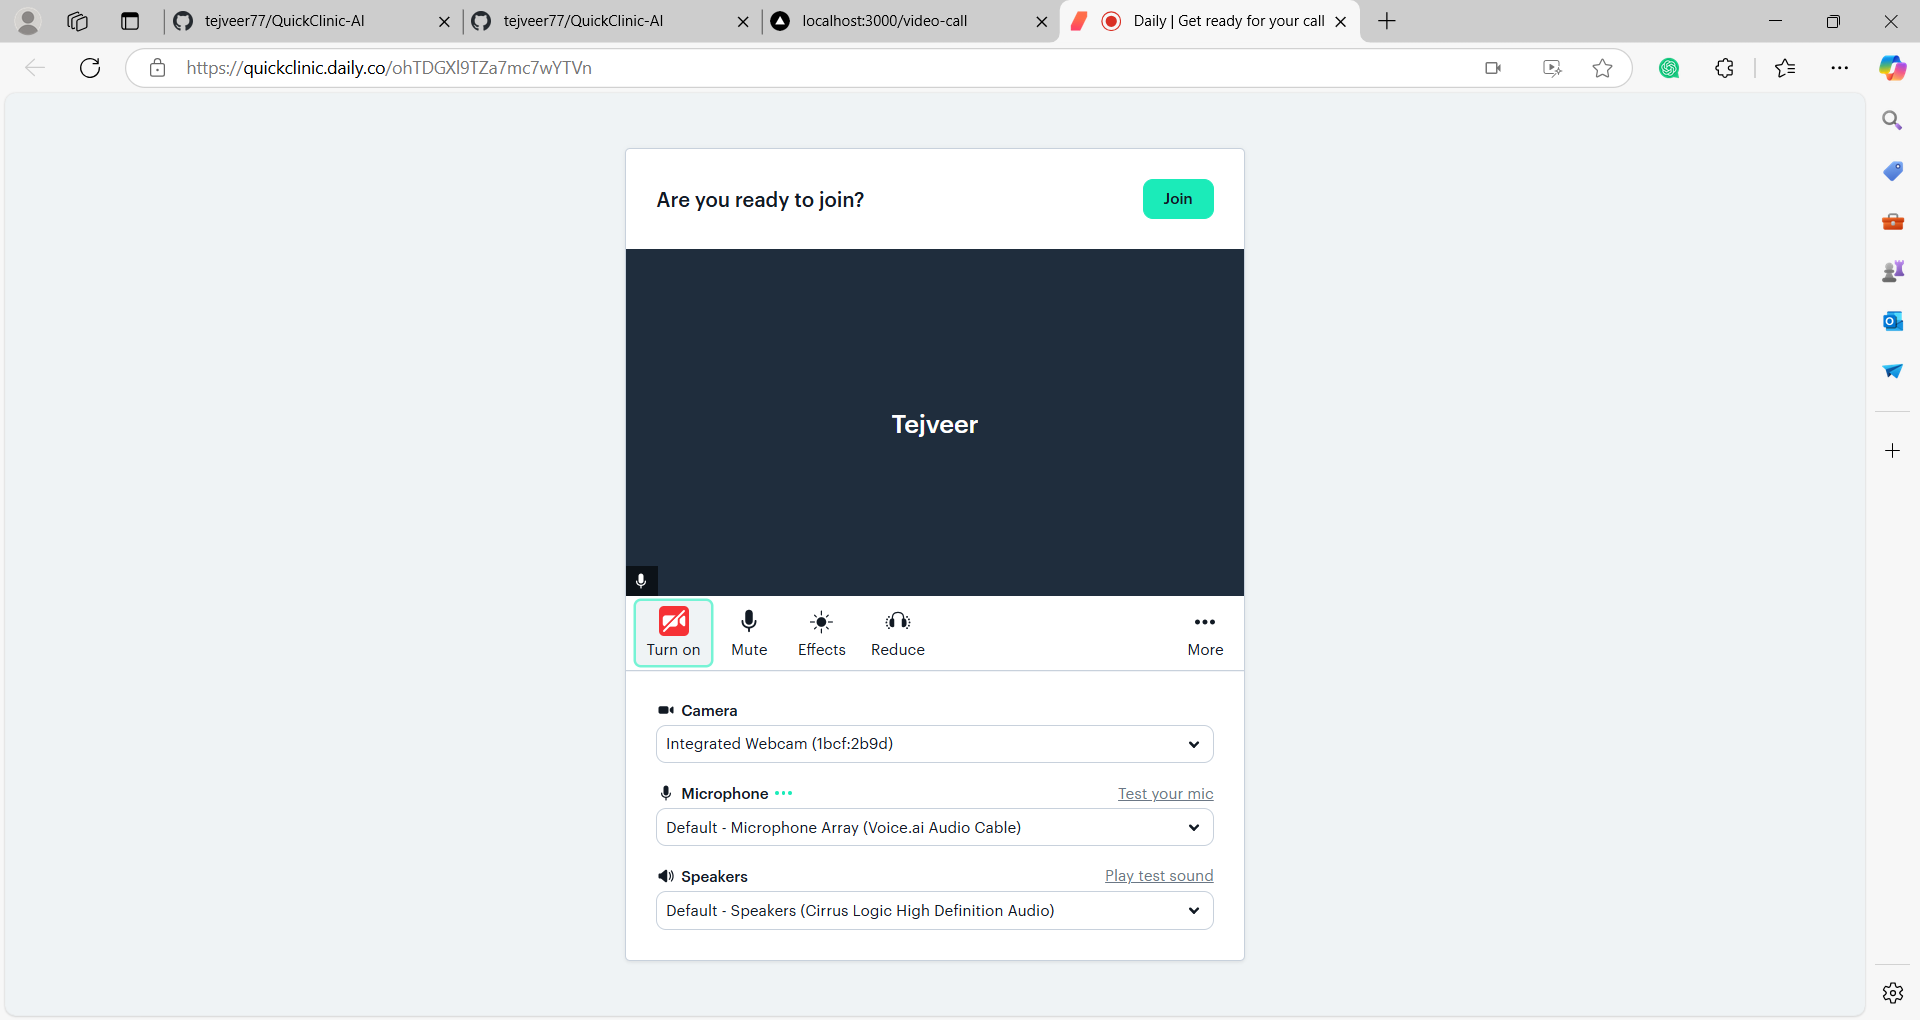 tejveer77/QuickClinic-AI
tejveer77/QuickClinic-AI
localhost:3000/video-call
Daily | Get ready for your call
https://quickclinic.daily.co/ohTDGXl9TZa7mc7wYTVn
Are you ready to join?
Join
Tejveer
Turn on
Mute
Effects
Reduce
More
Camera
Integrated Webcam (1bcf:2b9d)
Microphone
Test your mic
Default - Microphone Array (Voice.ai Audio Cable)
Speakers
Play test sound
Default - Speakers (Cirrus Logic High Definition Audio)